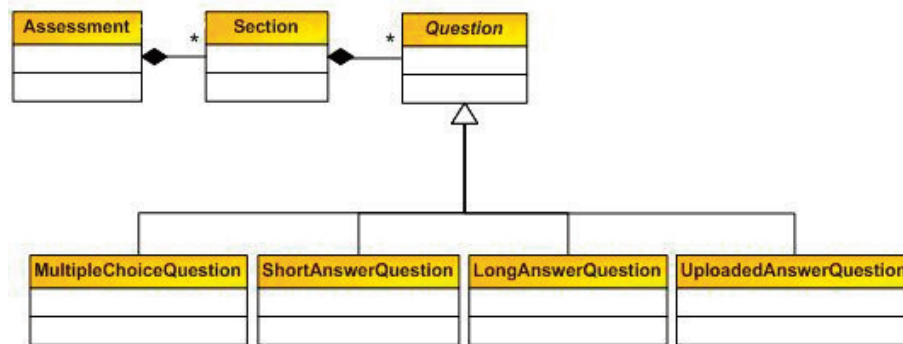 Assessment
Section
Question
*
*
MultipleChoiceQuestion
ShortAnswerQuestion
LongAnswerQuestion
UploadedAnswerQuestion